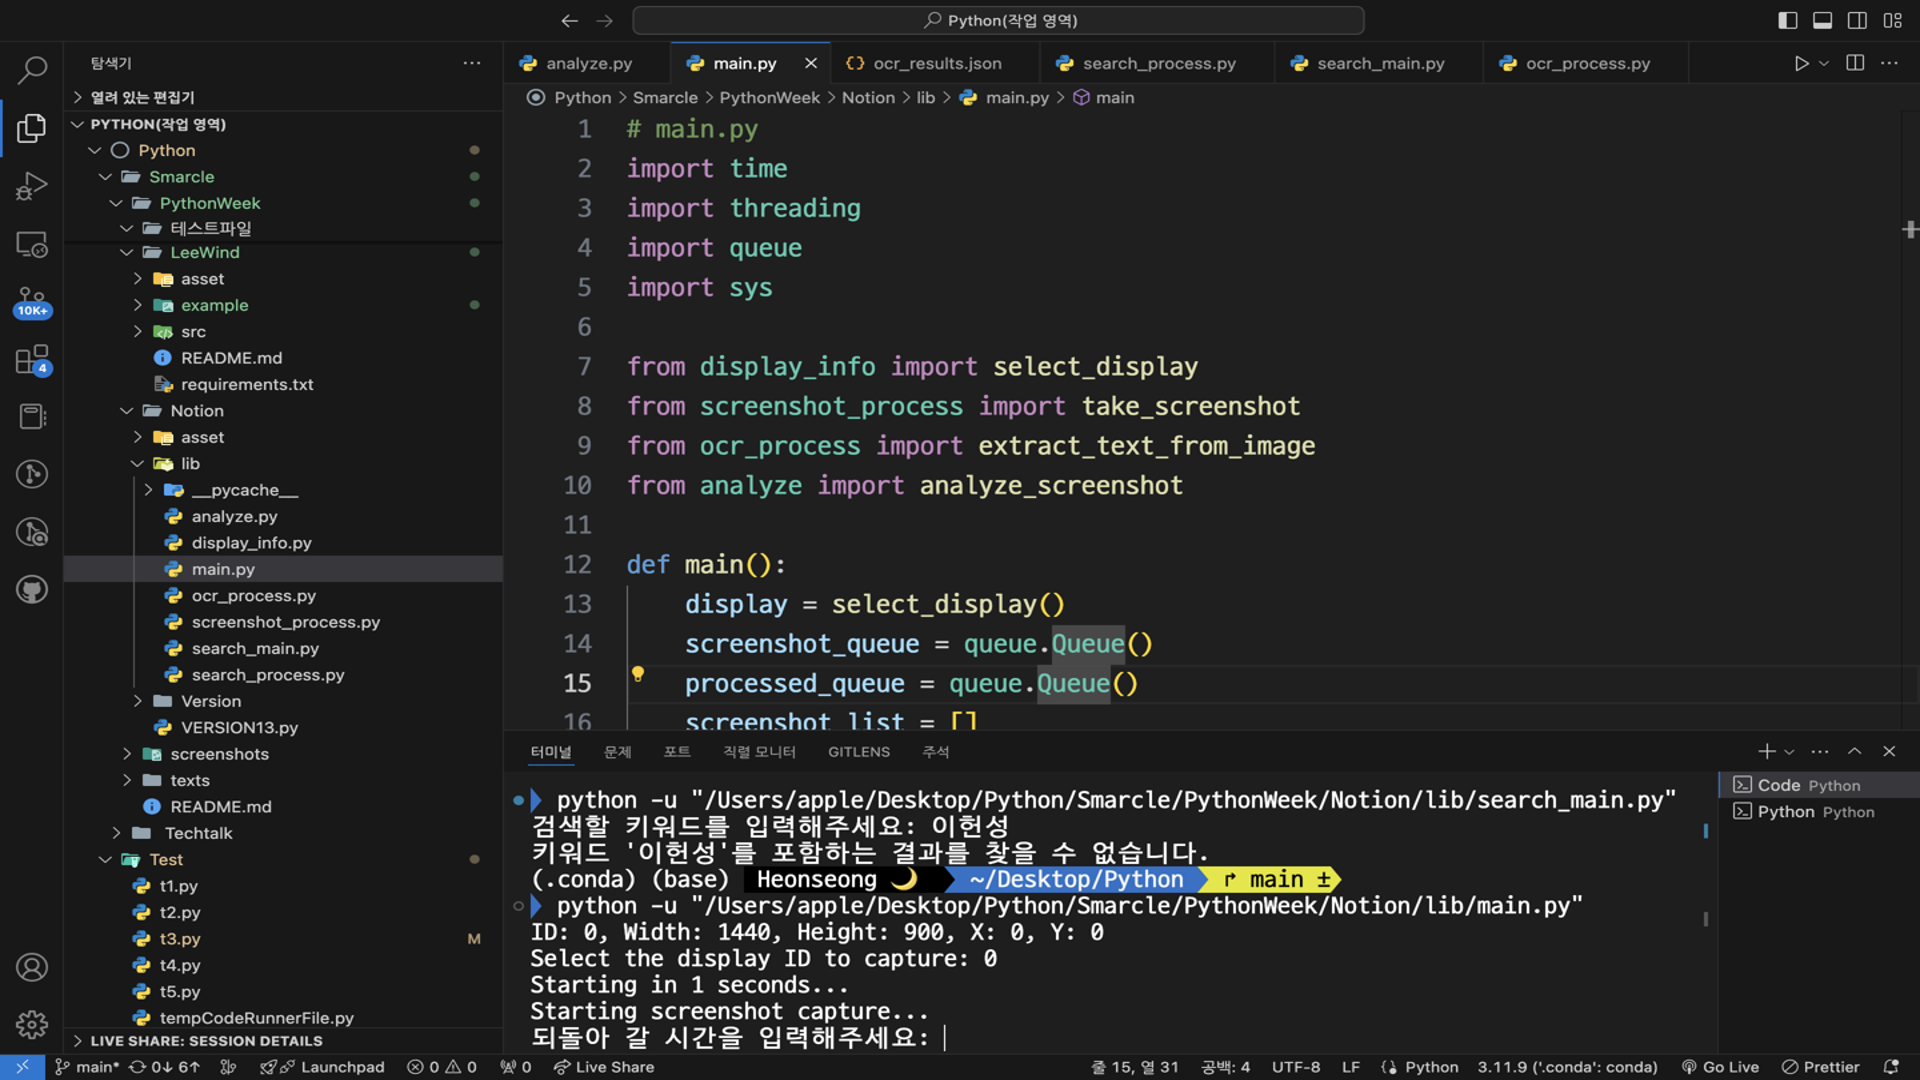 Python(작업 영역)
탐색기
열려 있는 편집기
PYTHON(작업 영역)
Python
Smarcle
PythonWeek
테스트파일
LeeWind
asset
example
src
README.md
requirements.txt
Notion
asset
lib
__pycache__
analyze.py
display_info.py
main.py
ocr_process.py
screenshot_process.py
search_main.py
search_process.py
Version
VERSION13.py
screenshots
texts
README.md
Techtalk
Test
t1.py
t2.py
t3.py M
t4.py
t5.py
tempCodeRunnerFile.py
LIVE SHARE: SESSION DETAILS
10K+
4
analyze.py main.py ocr_results.json search_process.py search_main.py ocr_process.py
Python > Smarcle > PythonWeek > Notion > lib > main.py > main
1 # main.py
2 import time
3 import threading
4 import queue
5 import sys
6
7 from display_info import select_display
8 from screenshot_process import take_screenshot
9 from ocr_process import extract_text_from_image
10 from analyze import analyze_screenshot
11
12 def main():
13 display = select_display()
14 screenshot_queue = queue.Queue()
15 processed_queue = queue.Queue()
16 screenshot_list = []
터미널 문제 포트 직렬 모니터 GITLENS 주석
python -u "/Users/apple/Desktop/Python/Smarcle/PythonWeek/Notion/lib/search_main.py"
검색할 키워드를 입력해주세요: 이헌성
키워드 '이헌성'를 포함하는 결과를 찾을 수 없습니다.
(.conda) (base) Heonseong 🌙 ~/Desktop/Python main ±
python -u "/Users/apple/Desktop/Python/Smarcle/PythonWeek/Notion/lib/main.py"
ID: 0, Width: 1440, Height: 900, X: 0, Y: 0
Select the display ID to capture: 0
Starting in 1 seconds...
Starting screenshot capture...
되돌아 갈 시간을 입력해주세요:
Code Python
Python Python
main* 0↓ 6↑ Launchpad 0 0 0 Live Share 줄 15, 열 31 공백: 4 UTF-8 LF Python 3.11.9 ('.conda': conda) Go Live Prettier